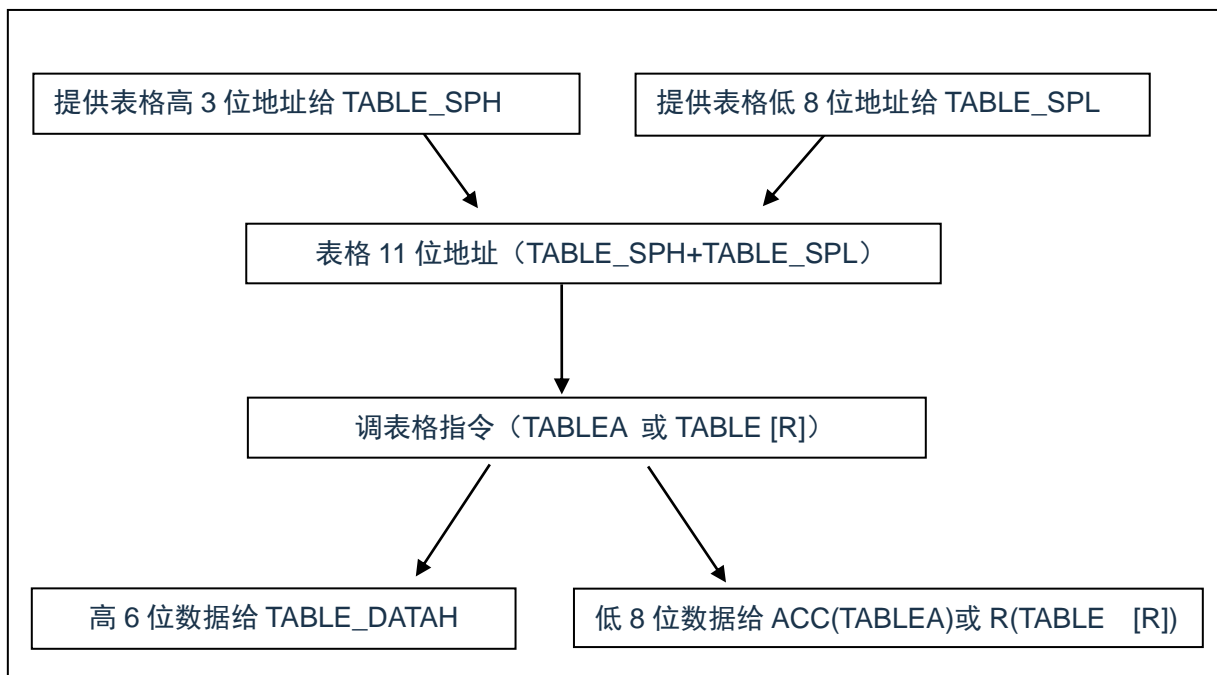 提供表格高 3 位地址给 TABLE_SPH
提供表格低 8 位地址给 TABLE_SPL
表格 11 位地址（TABLE_SPH+TABLE_SPL）
调表格指令（TABLEA 或 TABLE [R]）
高 6 位数据给 TABLE_DATAH
低 8 位数据给 ACC(TABLEA)或 R(TABLE [R])